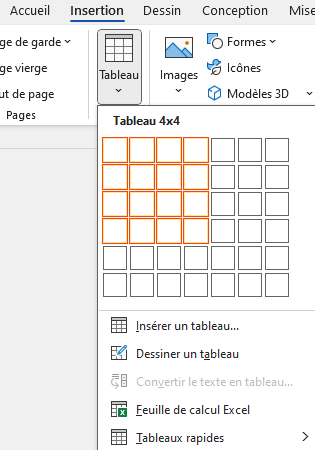 Accueil Insertion Dessin Conception Mise
ge de garde
ge vierge
ut de page
Pages
Tableau
Images
Formes
Icônes
Modèles 3D
Tableau 4x4
Insérer un tableau...
Dessiner un tableau
Convertir le texte en tableau...
Feuille de calcul Excel
Tableaux rapides